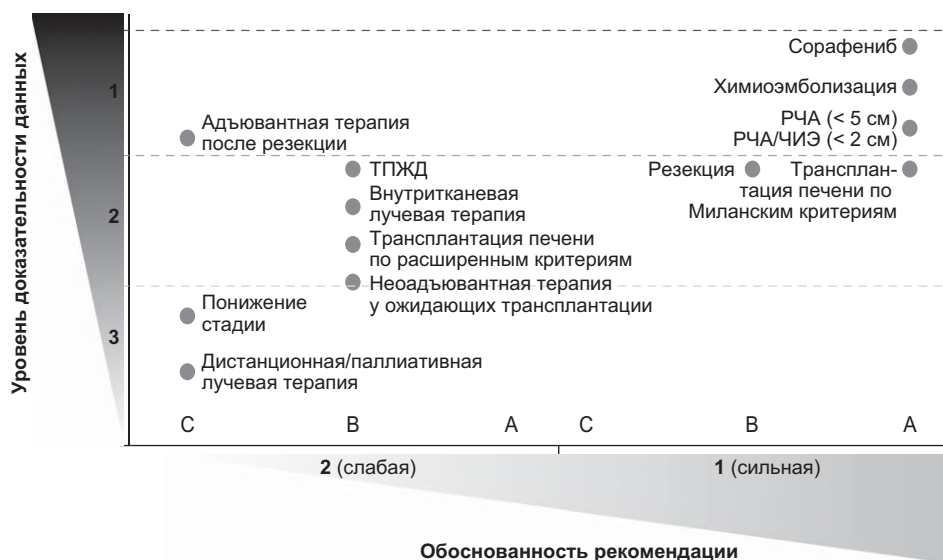 Уровень доказательности данных
1
2
3
Сорафениб
Химиоэмболизация
РЧА (< 5 см)
РЧА/ЧИЭ (< 2 см)
Адъювантная терапия
после резекции
ТПЖД
Резекция
Трансплан-
тация печени по
Миланским критериям
Внутритканевая
лучевая терапия
Трансплантация печени
по расширенным критериям
Неоадъювантная терапия
у ожидающих трансплантации
Понижение
стадии
Дистанционная/паллиативная
лучевая терапия
C B A C B A
2 (слабая) 1 (сильная)
Обоснованность рекомендации